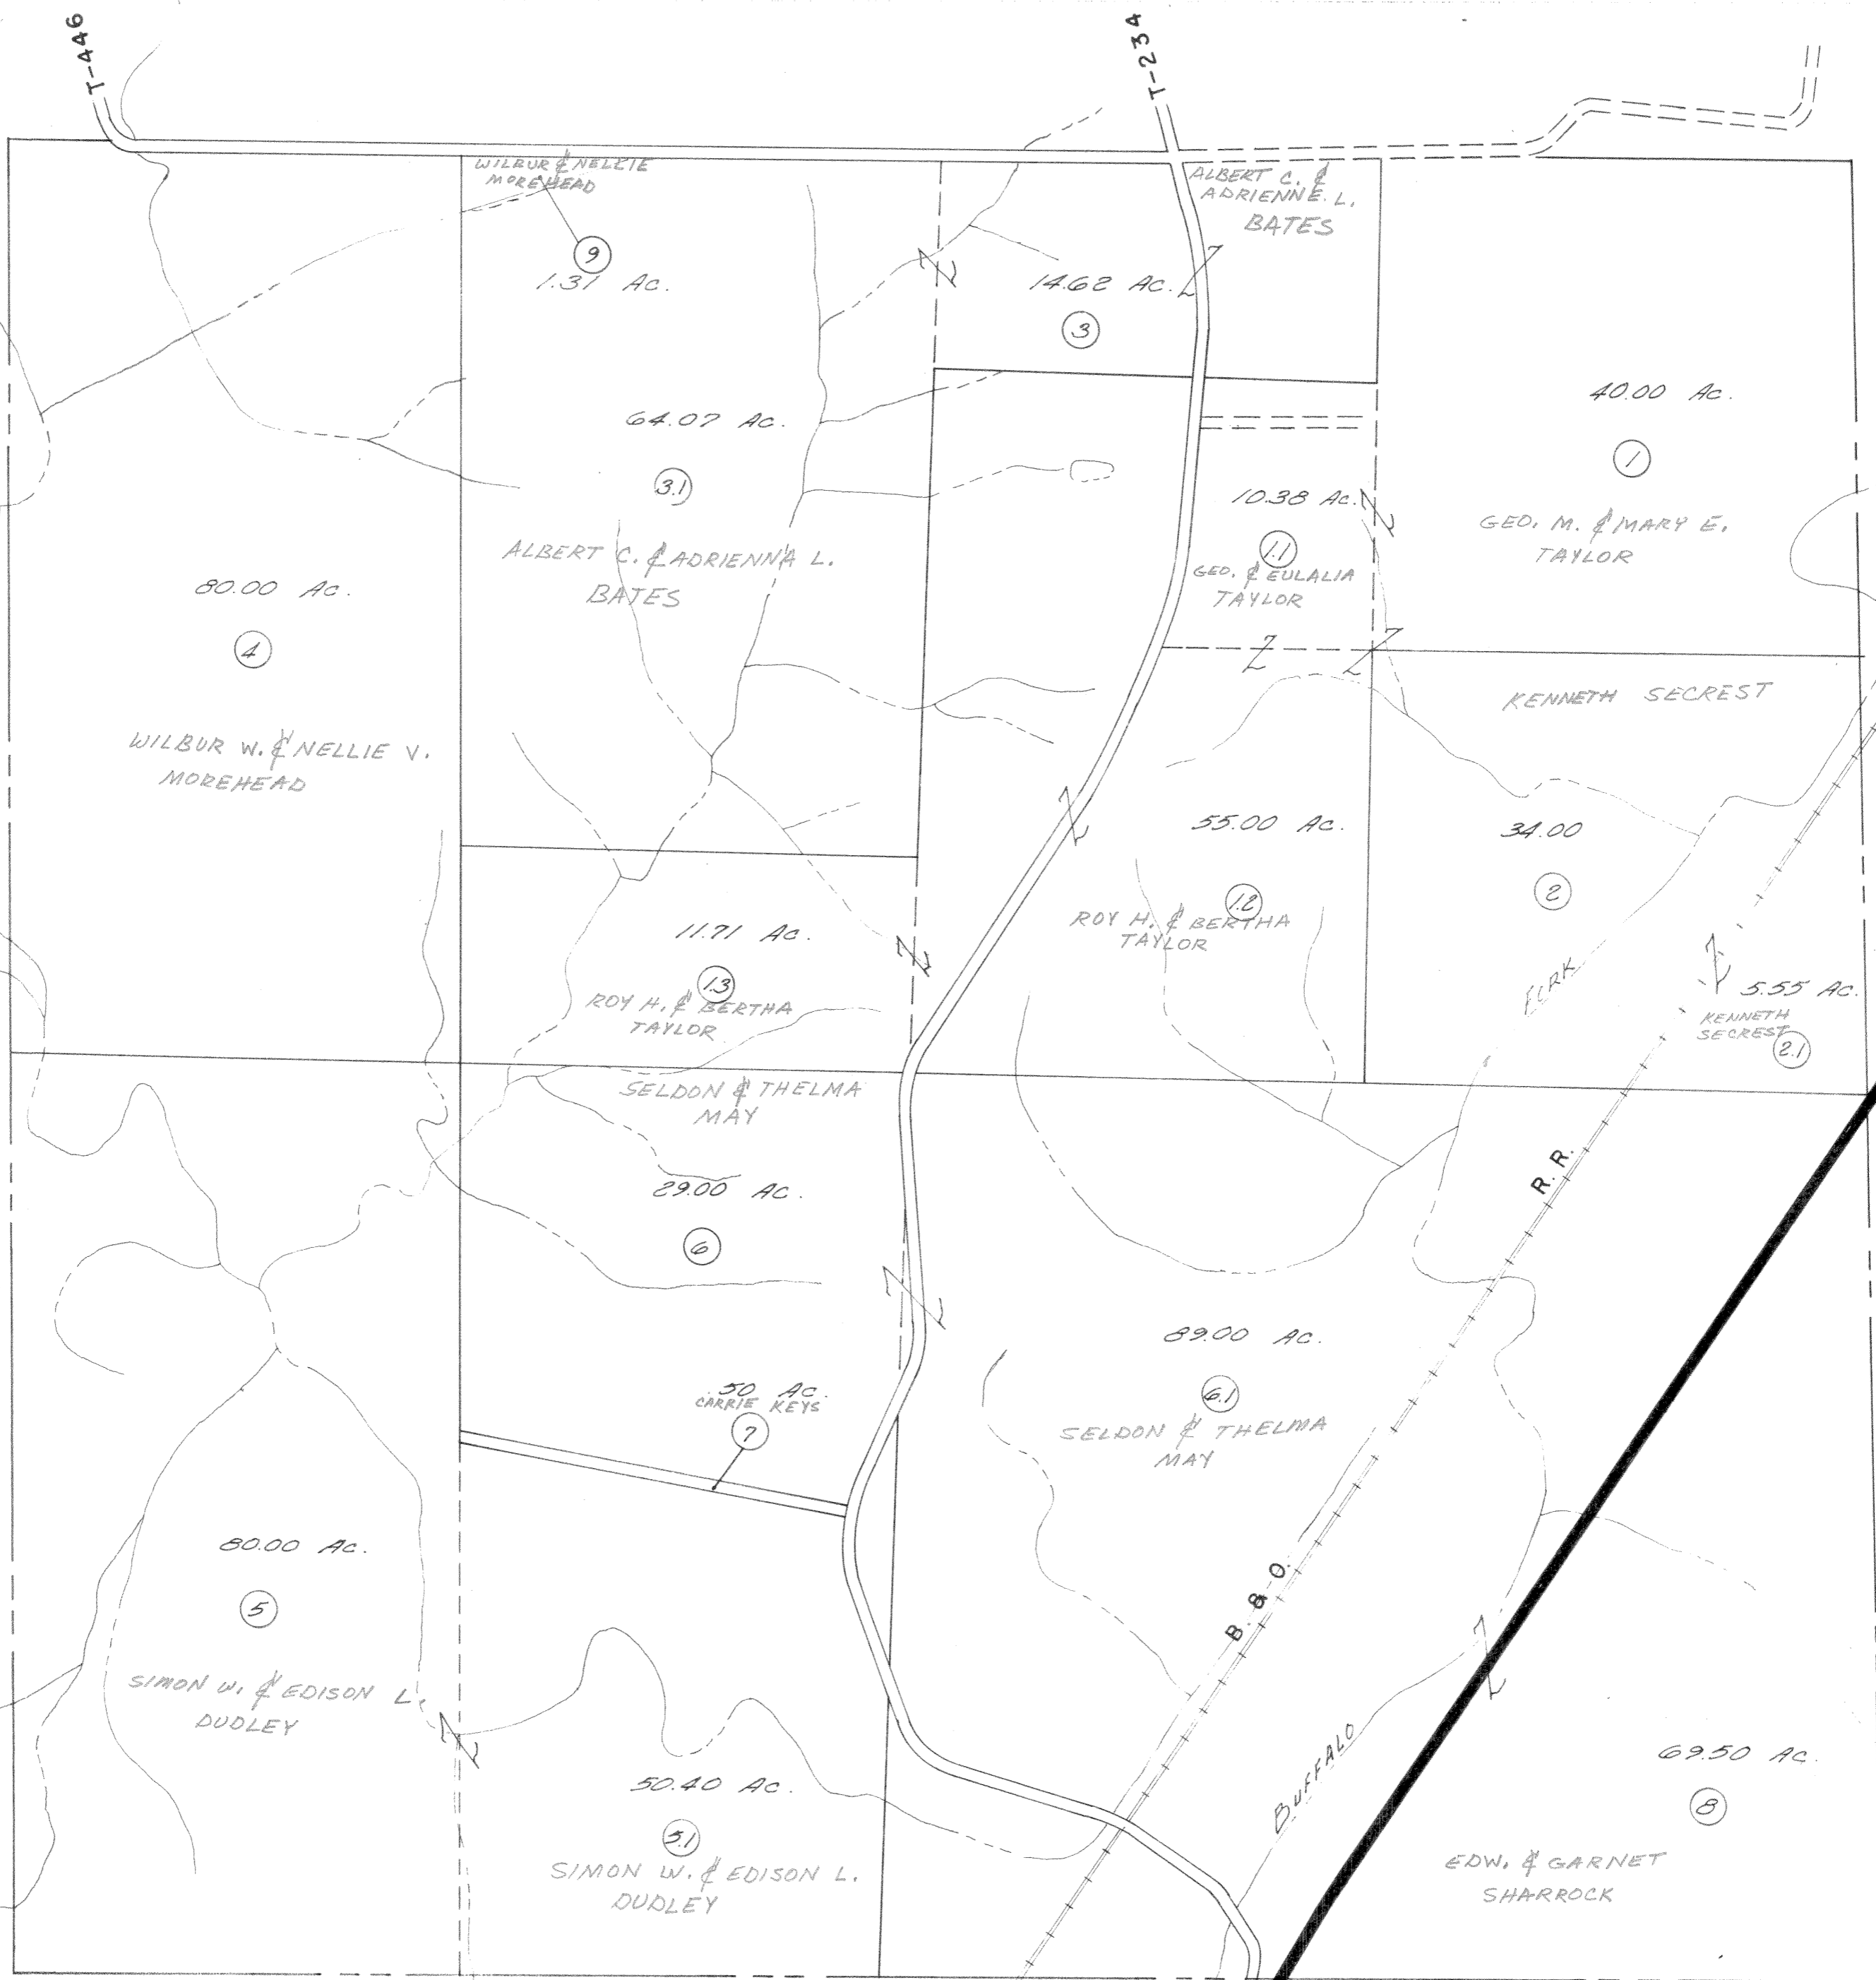 T-446
T-234
WILBUR & NELLIE
MOREHEAD
9
1.31 AC.
ALBERT C. &
ADRIENNE. L.
BATES
14.62 AC.
3
40.00 AC.
1
GEO. M. & MARY E.
TAYLOR
64.07 AC.
3.1
ALBERT C. & ADRIENNA L.
BATES
10.38 AC.
1.1
GEO. & EULALIA
TAYLOR
80.00 AC.
4
WILBUR W. & NELLIE V.
MOREHEAD
KENNETH SECREST
34.00
2
55.00 AC.
1.2
ROY H. & BERTHA
TAYLOR
11.71 AC.
1.3
ROY H. & BERTHA
TAYLOR
FORK
5.55 AC.
KENNETH
SECREST
2.1
SELDON & THELMA
MAY
29.00 AC.
6
R. R.
89.00 AC.
6.1
SELDON & THELMA
MAY
.50 AC.
CARRIE KEYS
7
80.00 AC.
5
SIMON W. & EDISON L.
DUDLEY
B. & O.
BUFFALO
50.40 AC.
5.1
SIMON W. & EDISON L.
DUDLEY
69.50 AC.
8
EDW. & GARNET
SHARROCK